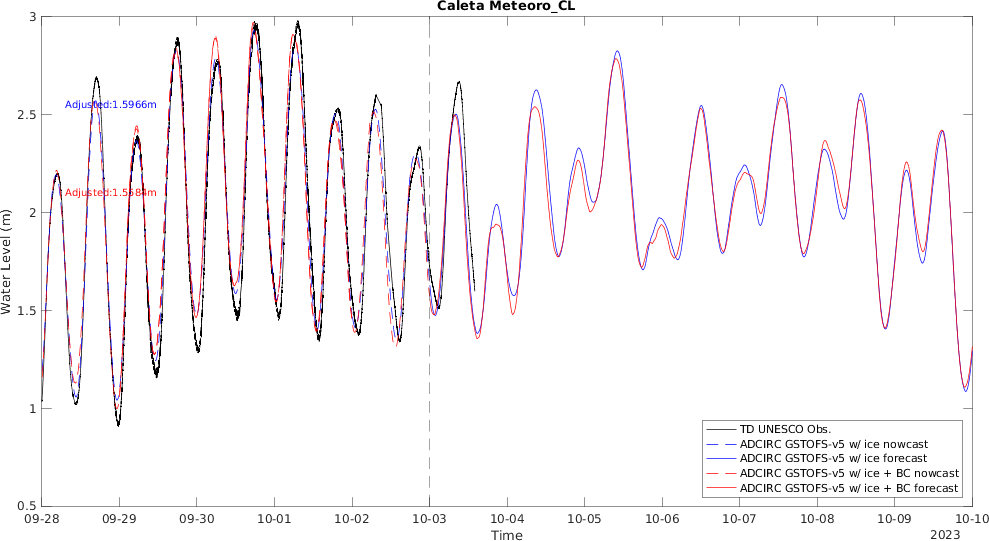 Caleta Meteoro_CL
3
2.5
2
1.5
1
0.5
Water Level (m)
Adjusted:1.5966m
Adjusted:1.5584m
TD UNESCO Obs.
ADCIRC GSTOFS-v5 w/ ice nowcast
ADCIRC GSTOFS-v5 w/ ice forecast
ADCIRC GSTOFS-v5 w/ ice + BC nowcast
ADCIRC GSTOFS-v5 w/ ice + BC forecast
09-28 09-29 09-30 10-01 10-02 10-03 10-04 10-05 10-06 10-07 10-08 10-09 10-10
Time
2023